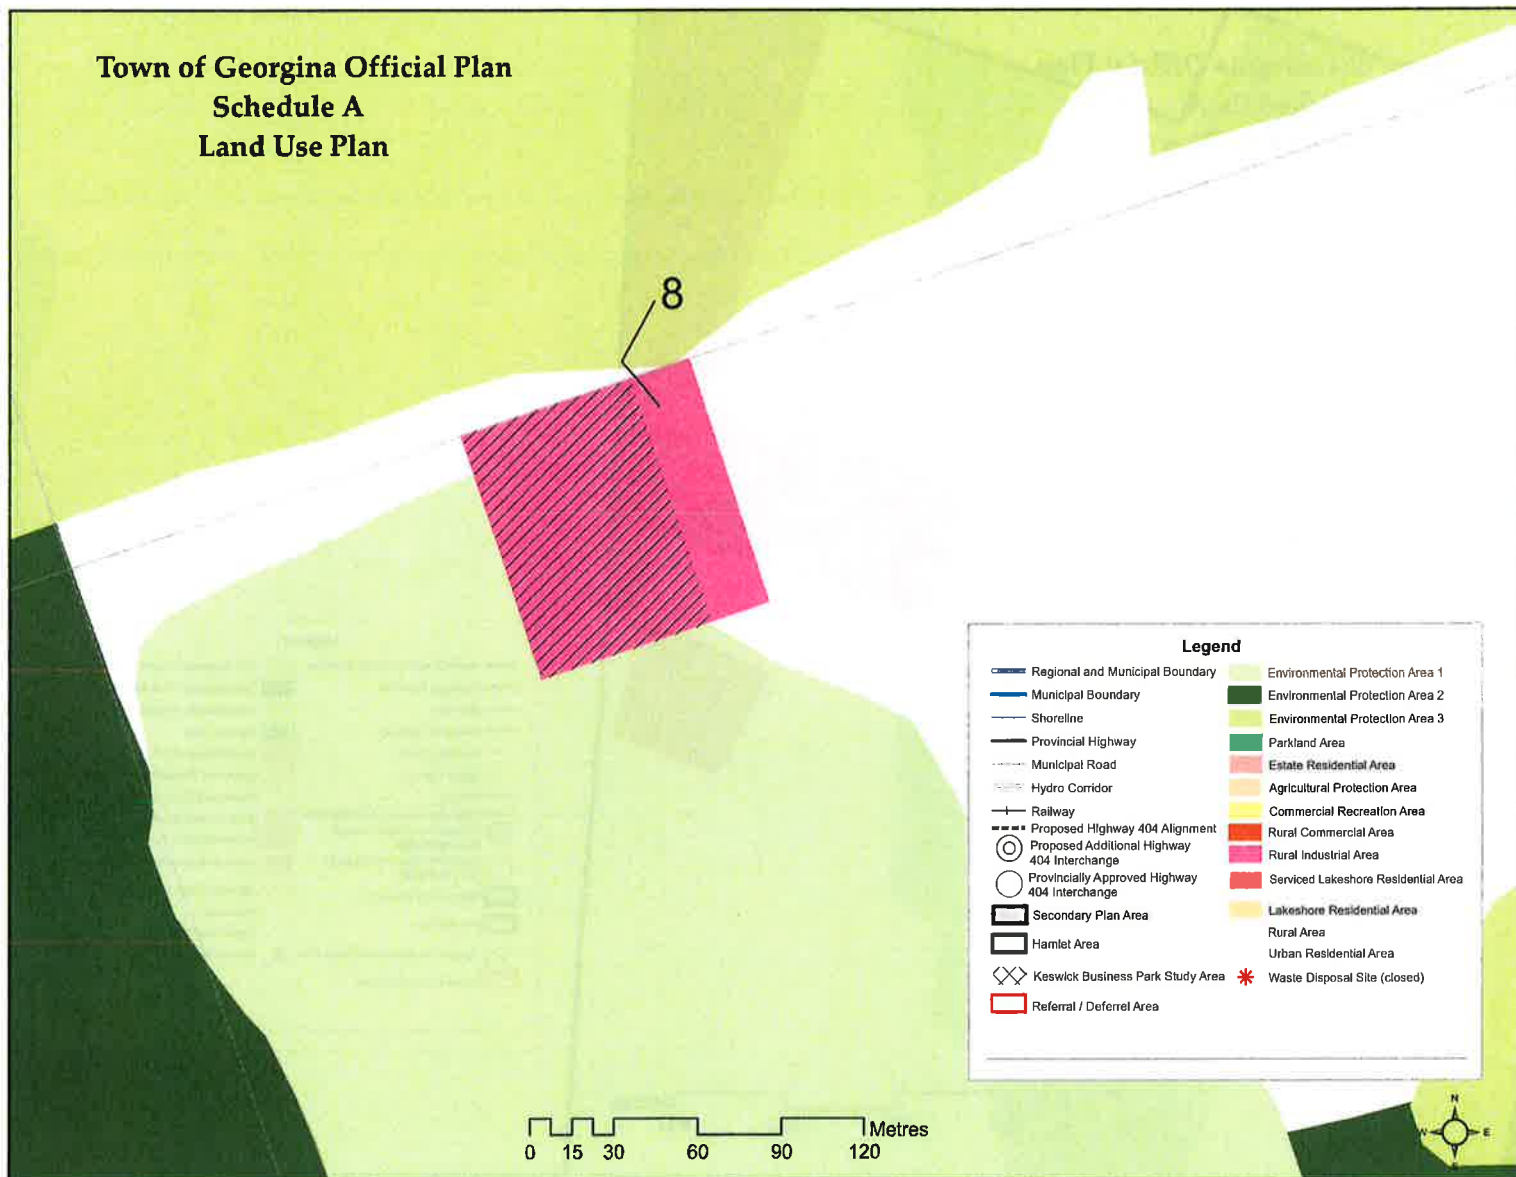 Town of Georgina Official Plan
Schedule A
Land Use Plan
8
Legend
Regional and Municipal Boundary
Municipal Boundary
Shoreline
Provincial Highway
Municipal Road
Hydro Corridor
Railway
Proposed Highway 404 Alignment
Proposed Additional Highway
404 Interchange
Provincially Approved Highway
404 Interchange
Secondary Plan Area
Hamlet Area
Keswick Business Park Study Area
Referral / Deferrel Area
Environmental Protection Area 1
Environmental Protection Area 2
Environmental Protection Area 3
Parkland Area
Estate Residential Area
Agricultural Protection Area
Commercial Recreation Area
Rural Commercial Area
Rural Industrial Area
Serviced Lakeshore Residential Area
Lakeshore Residential Area
Rural Area
Urban Residential Area
Waste Disposal Site (closed)
Metres
0 15 30 60 90 120
N
W E
S